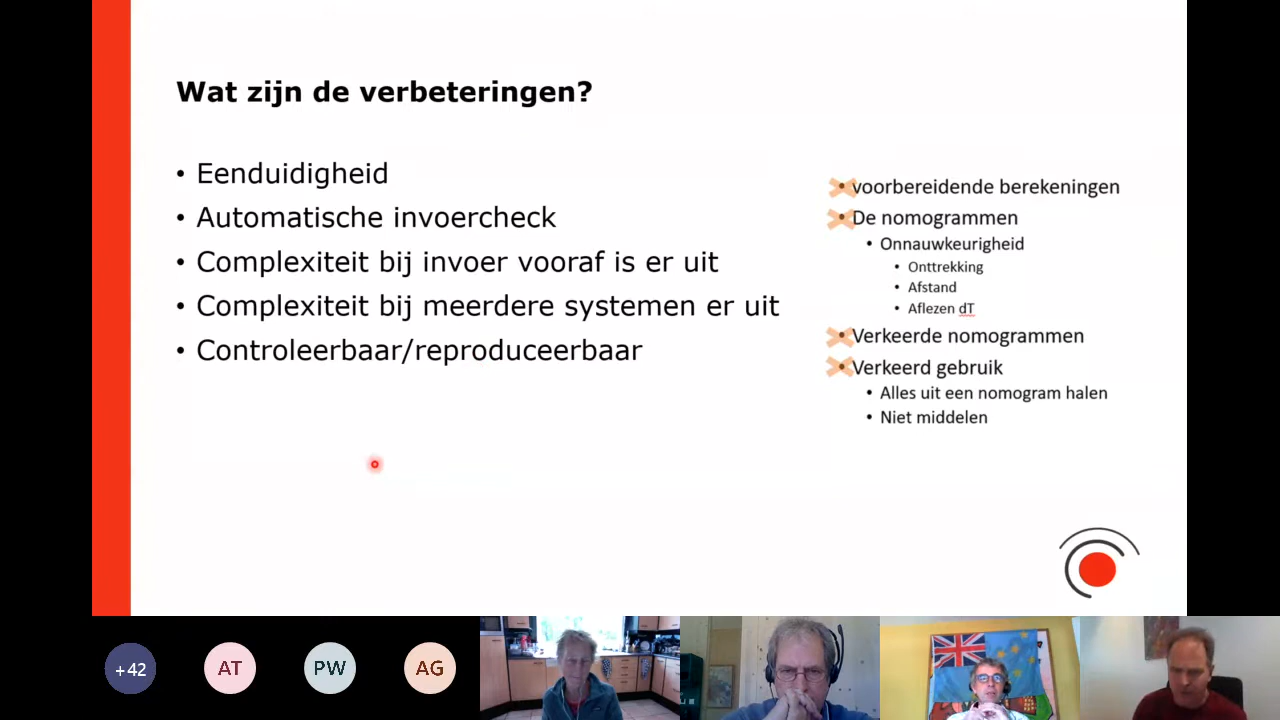 Wat zijn de verbeteringen?
• Eenduidigheid
• Automatische invoercheck
• Complexiteit bij invoer vooraf is er uit
• Complexiteit bij meerdere systemen er uit
• Controleerbaar/reproduceerbaar
• voorbereidende berekeningen
• De nomogrammen
• Onnauwkeurigheid
• Onttrekking
• Afstand
• Aflezen dT
• Verkeerde nomogrammen
• Verkeerd gebruik
• Alles uit een nomogram halen
• Niet middelen
+42
AT
PW
AG